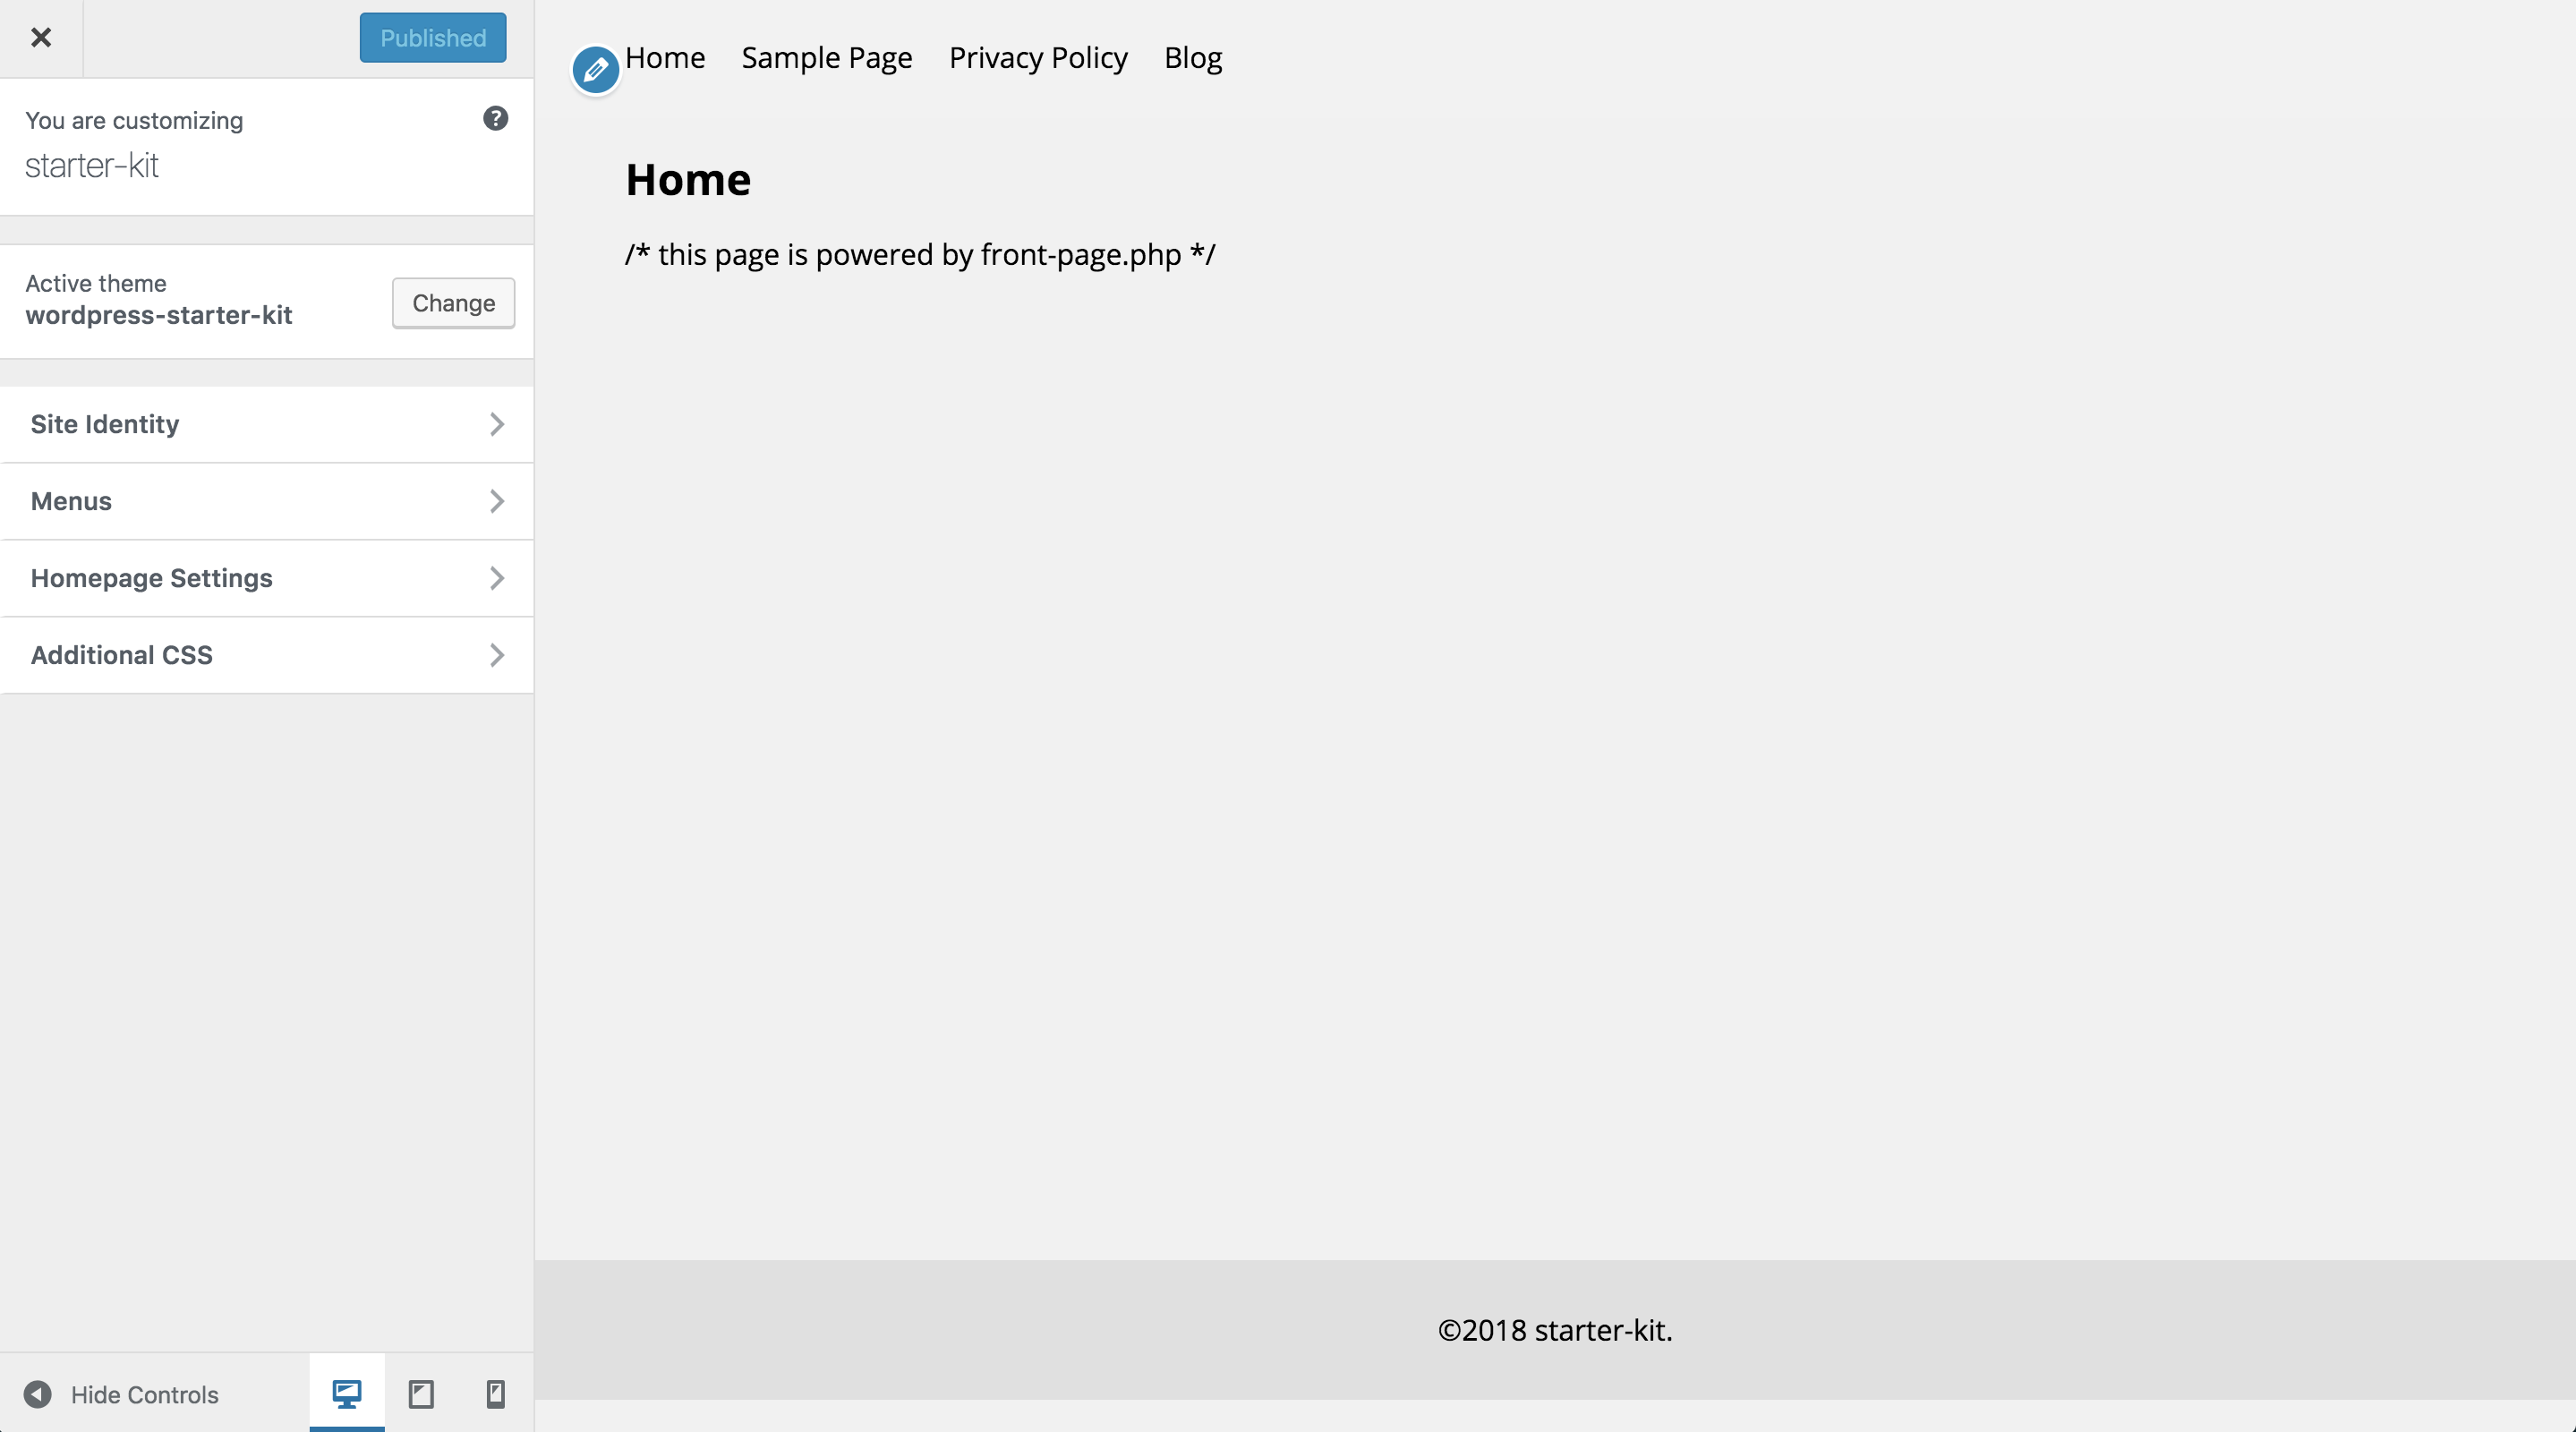 Published
You are customizing
starter-kit
Active theme
wordpress-starter-kit
Change
Site Identity
Menus
Homepage Settings
Additional CSS
Hide Controls
Home Sample Page Privacy Policy Blog
Home
/* this page is powered by front-page.php */
©2018 starter-kit.